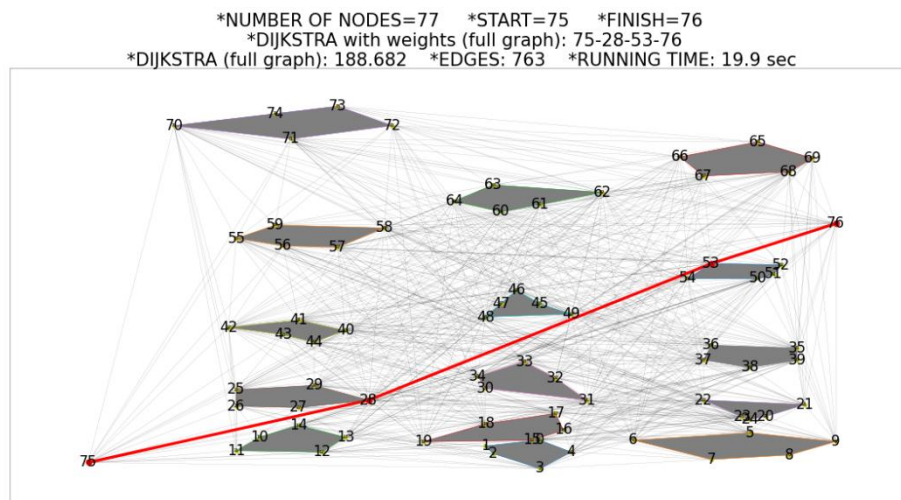 *NUMBER OF NODES=77 *START=75 *FINISH=76
*DIJKSTRA with weights (full graph): 75-28-53-76
*DIJKSTRA (full graph): 188.682 *EDGES: 763 *RUNNING TIME: 19.9 sec
70 74 73 71 72
66 65 69 67 68
64 63 62 60 61
55 59 58 56 57
76
54 53 52 51 50
47 46 45 48 49
42 41 40 43 44
36 35 37 38 39
34 33 32 30 31
25 29 28 26 27
22 21 23 24 20
19 18 17 16 15
10 14 13 11 12
1 2 3 4
6 5 9 7 8
75